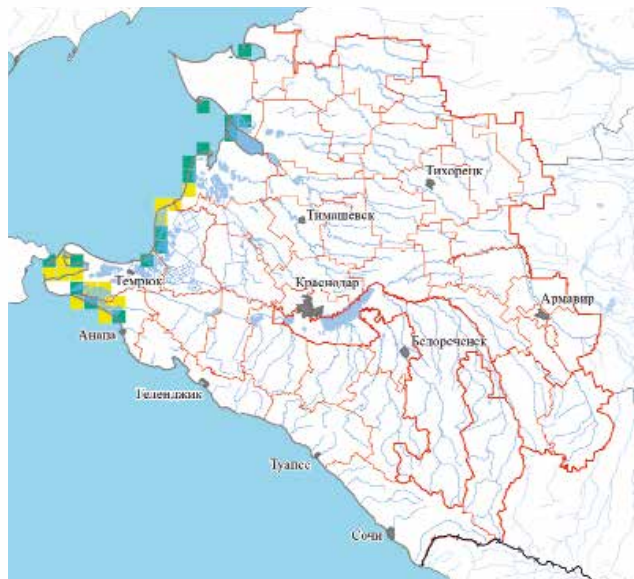 Тихорецк
Тимашевск
Темрюк
Краснодар
Армавир
Анапа
Белореченск
Геленджик
Туапсе
Сочи